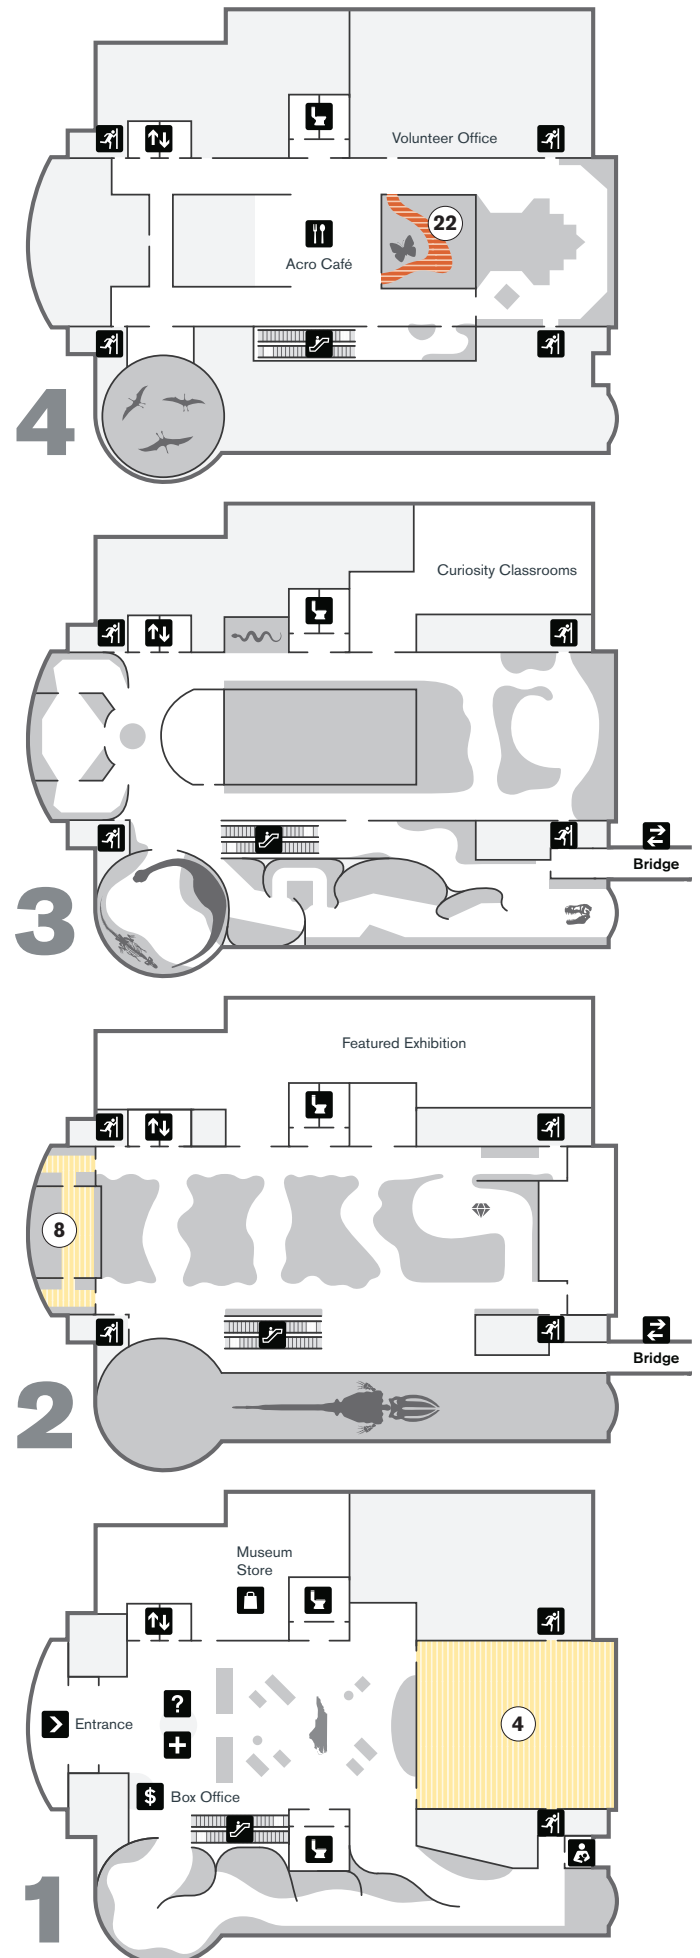 Volunteer Office
22
Acro Café
4
Curiosity Classrooms
Bridge
3
Featured Exhibition
8
Bridge
2
Museum
Store
?
Entrance
4
$ Box Office
1